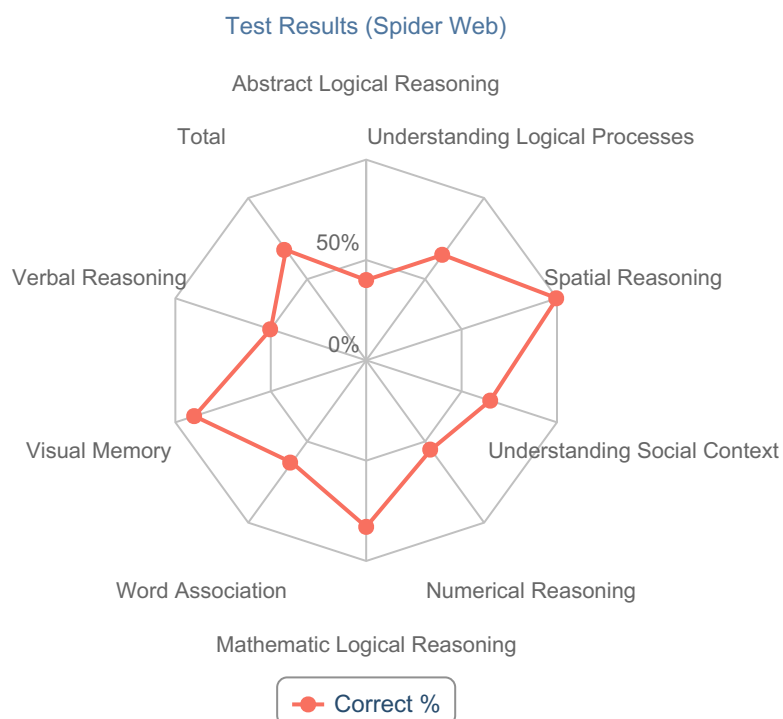 Test Results (Spider Web)
Abstract Logical Reasoning
Total
Understanding Logical Processes
50%
Verbal Reasoning
Spatial Reasoning
0%
Visual Memory
Understanding Social Context
Word Association
Numerical Reasoning
Mathematic Logical Reasoning
Correct %